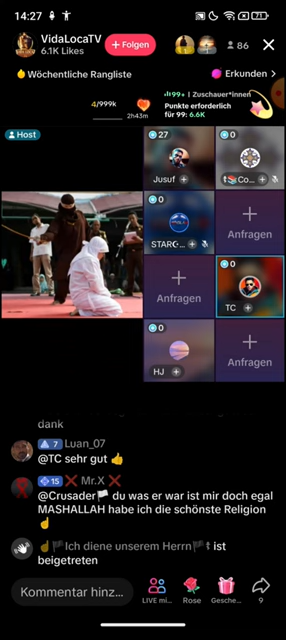 14:27
71
VidaLocaTV
6.1K Likes
+ Folgen
86
Wöchentliche Rangliste
Erkunden >
4/999k
2h43m
99+ | Zuschauer*innen
Punkte erforderlich
für 99: 6.6K
Host
27
Jusuf
0
Co...
0
STAR...
Anfragen
Anfragen
0
TC
0
HJ
Anfragen
dank
7 Luan_07
@TC sehr gut 👍
15 ❌ Mr.X ❌
@Crusader🏳 du was er war ist mir doch egal
MASHALLAH habe ich die schönste Religion
☝
☝🏴Ich diene unserem Herrn🏴☨ ist
beigetreten
Kommentar hinz...
LIVE mi...
Rose
Gesche...
9